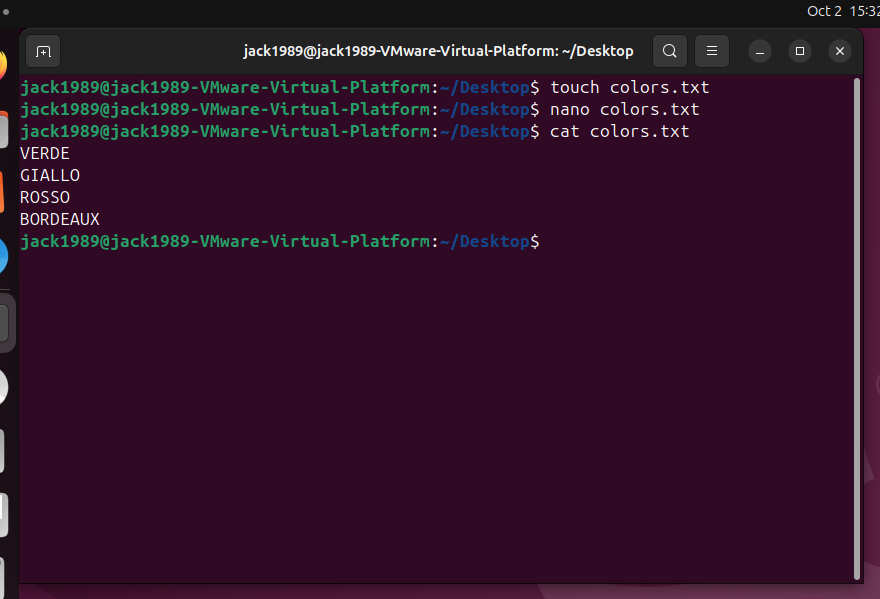 Oct 2 15:32
jack1989@jack1989-VMware-Virtual-Platform: ~/Desktop
jack1989@jack1989-VMware-Virtual-Platform:~/Desktop$ touch colors.txt
jack1989@jack1989-VMware-Virtual-Platform:~/Desktop$ nano colors.txt
jack1989@jack1989-VMware-Virtual-Platform:~/Desktop$ cat colors.txt
VERDE
GIALLO
ROSSO
BORDEAUX
jack1989@jack1989-VMware-Virtual-Platform:~/Desktop$